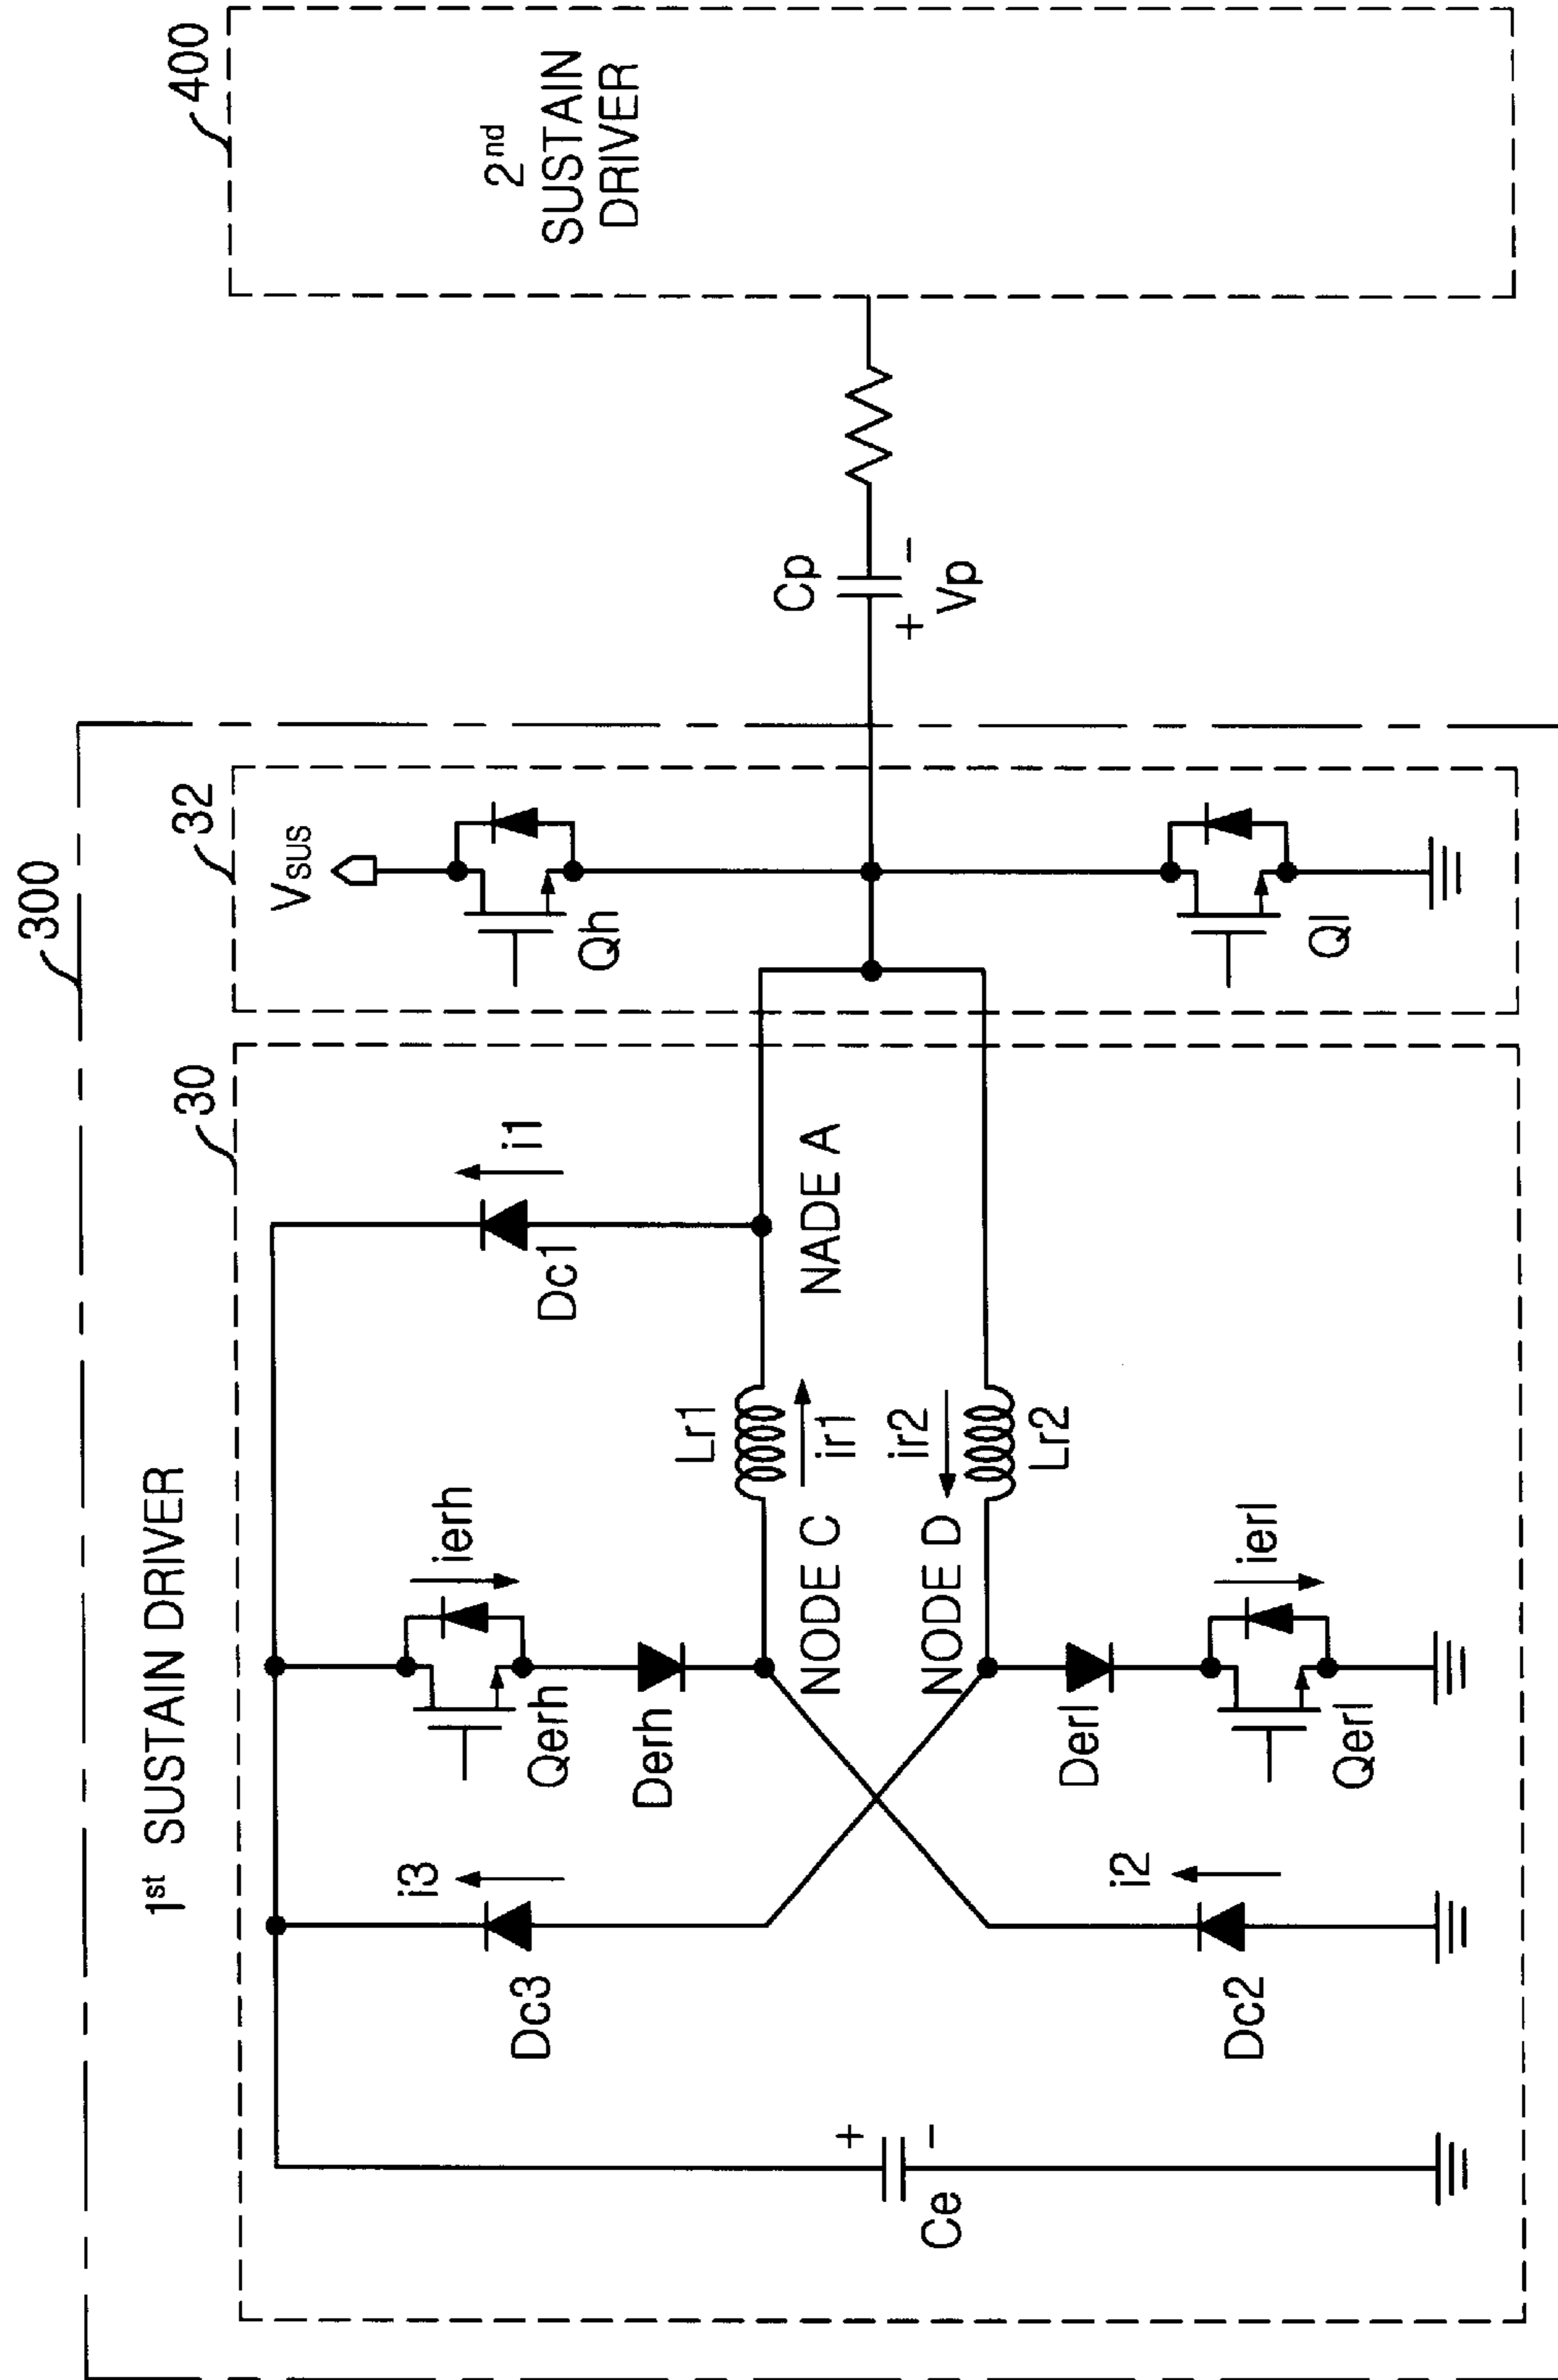 300
1st SUSTAIN DRIVER
30
32
400
VSUS
2nd
SUSTAIN
DRIVER
i3
ierh
i1
Dc3
Qerh
Derh
Dc1
Qh
Lr1
ir1
NODE C
NADE A
Cp
+ -
Vp
+
Ce
-
NODE D
ir2
Lr2
i2
ierl
Dc2
Derl
Qerl
Ql